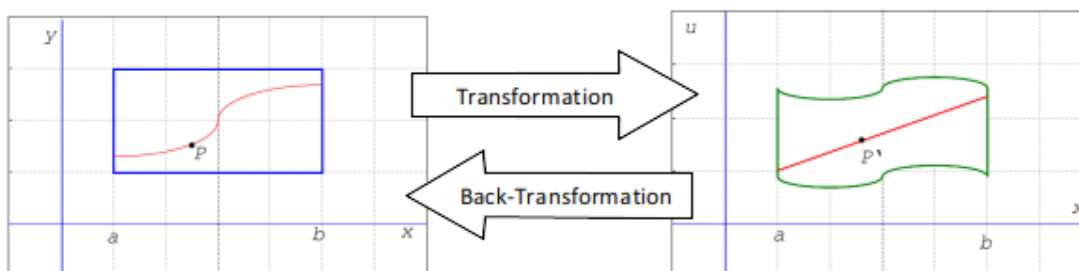 y
u
Transformation
P
P‛
Back-Transformation
a
b
x
a
b
x